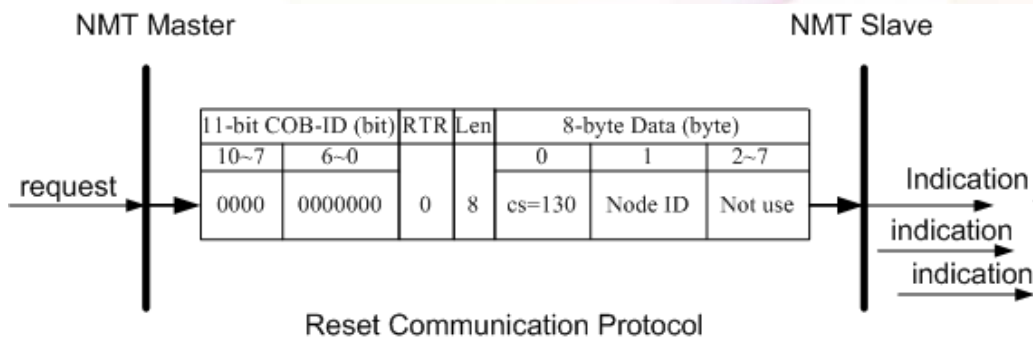 NMT Master NMT Slave
11-bit COB-ID (bit) RTR Len 8-byte Data (byte)
10~7 6~0 0 1 2~7
request 0000 0000000 0 8 cs=130 Node ID Not use Indication
indication
indication
Reset Communication Protocol